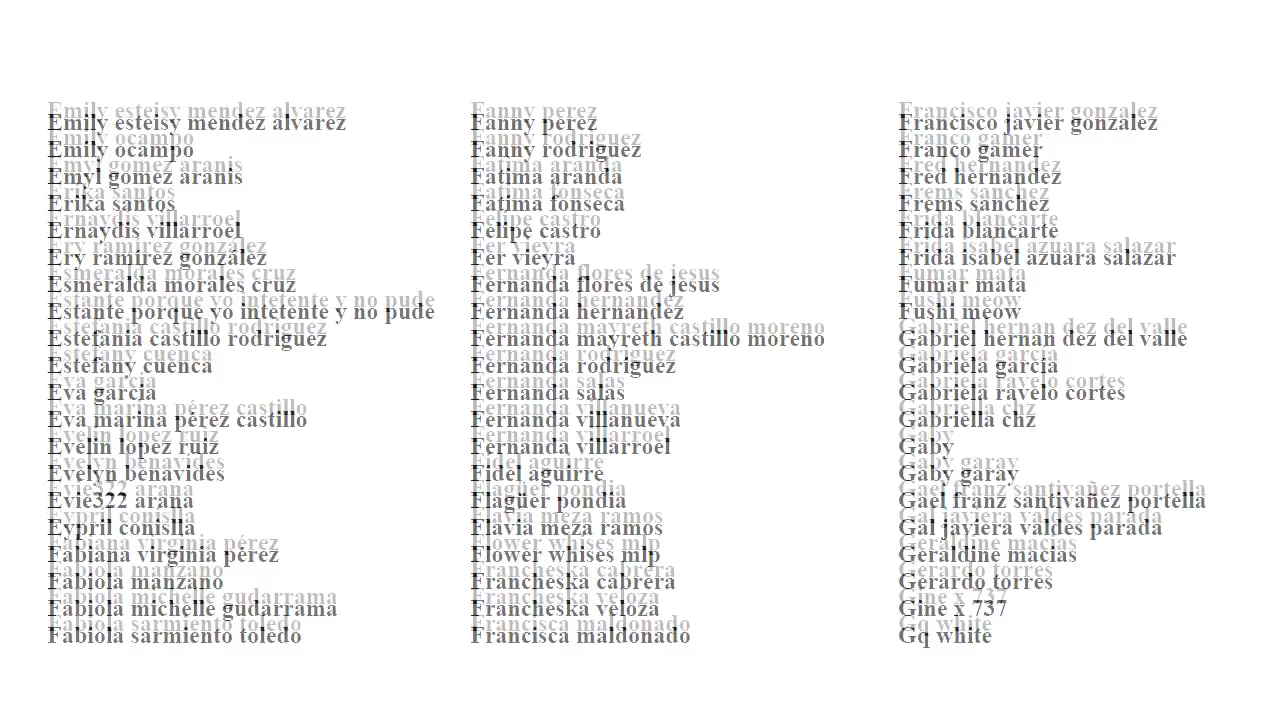 Emily esteisy mendez alvarez
Emily ocampo
Emyl gomez aranis
Erika santos
Ernaydis villarroel
Ery ramírez gonzález
Esmeralda morales cruz
Estante porque yo intetente y no pude
Estefania castillo rodriguez
Estefany cuenca
Eva garcia
Eva marina pérez castillo
Evelin lopez ruiz
Evelyn benavides
Evie322 arana
Eypril conislla
Fabiana virginia pérez
Fabiola manzano
Fabiola michelle gudarrama
Fabiola sarmiento toledo
Fanny perez
Fanny rodriguez
Fatima aranda
Fatima fonseca
Felipe castro
Fer vieyra
Fernanda flores de jesus
Fernanda hernandez
Fernanda mayreth castillo moreno
Fernanda rodriguez
Fernanda salas
Fernanda villanueva
Fernanda villarroel
Fidel aguirre
Flagüer pondia
Flavia meza ramos
Flower whises mlp
Francheska cabrera
Francheska veloza
Francisca maldonado
Francisco javier gonzalez
Franco gamer
Fred hernandez
Frems sanchez
Frida blancarte
Frida isabel azuara salazar
Fumar mata
Fushi meow
Gabriel hernan dez del valle
Gabriela garcía
Gabriela ravelo cortes
Gabriella chz
Gaby
Gaby garay
Gael franz santivañez portella
Gal javiera valdes parada
Geraldine macias
Gerardo torres
Gine x 737
Gq white